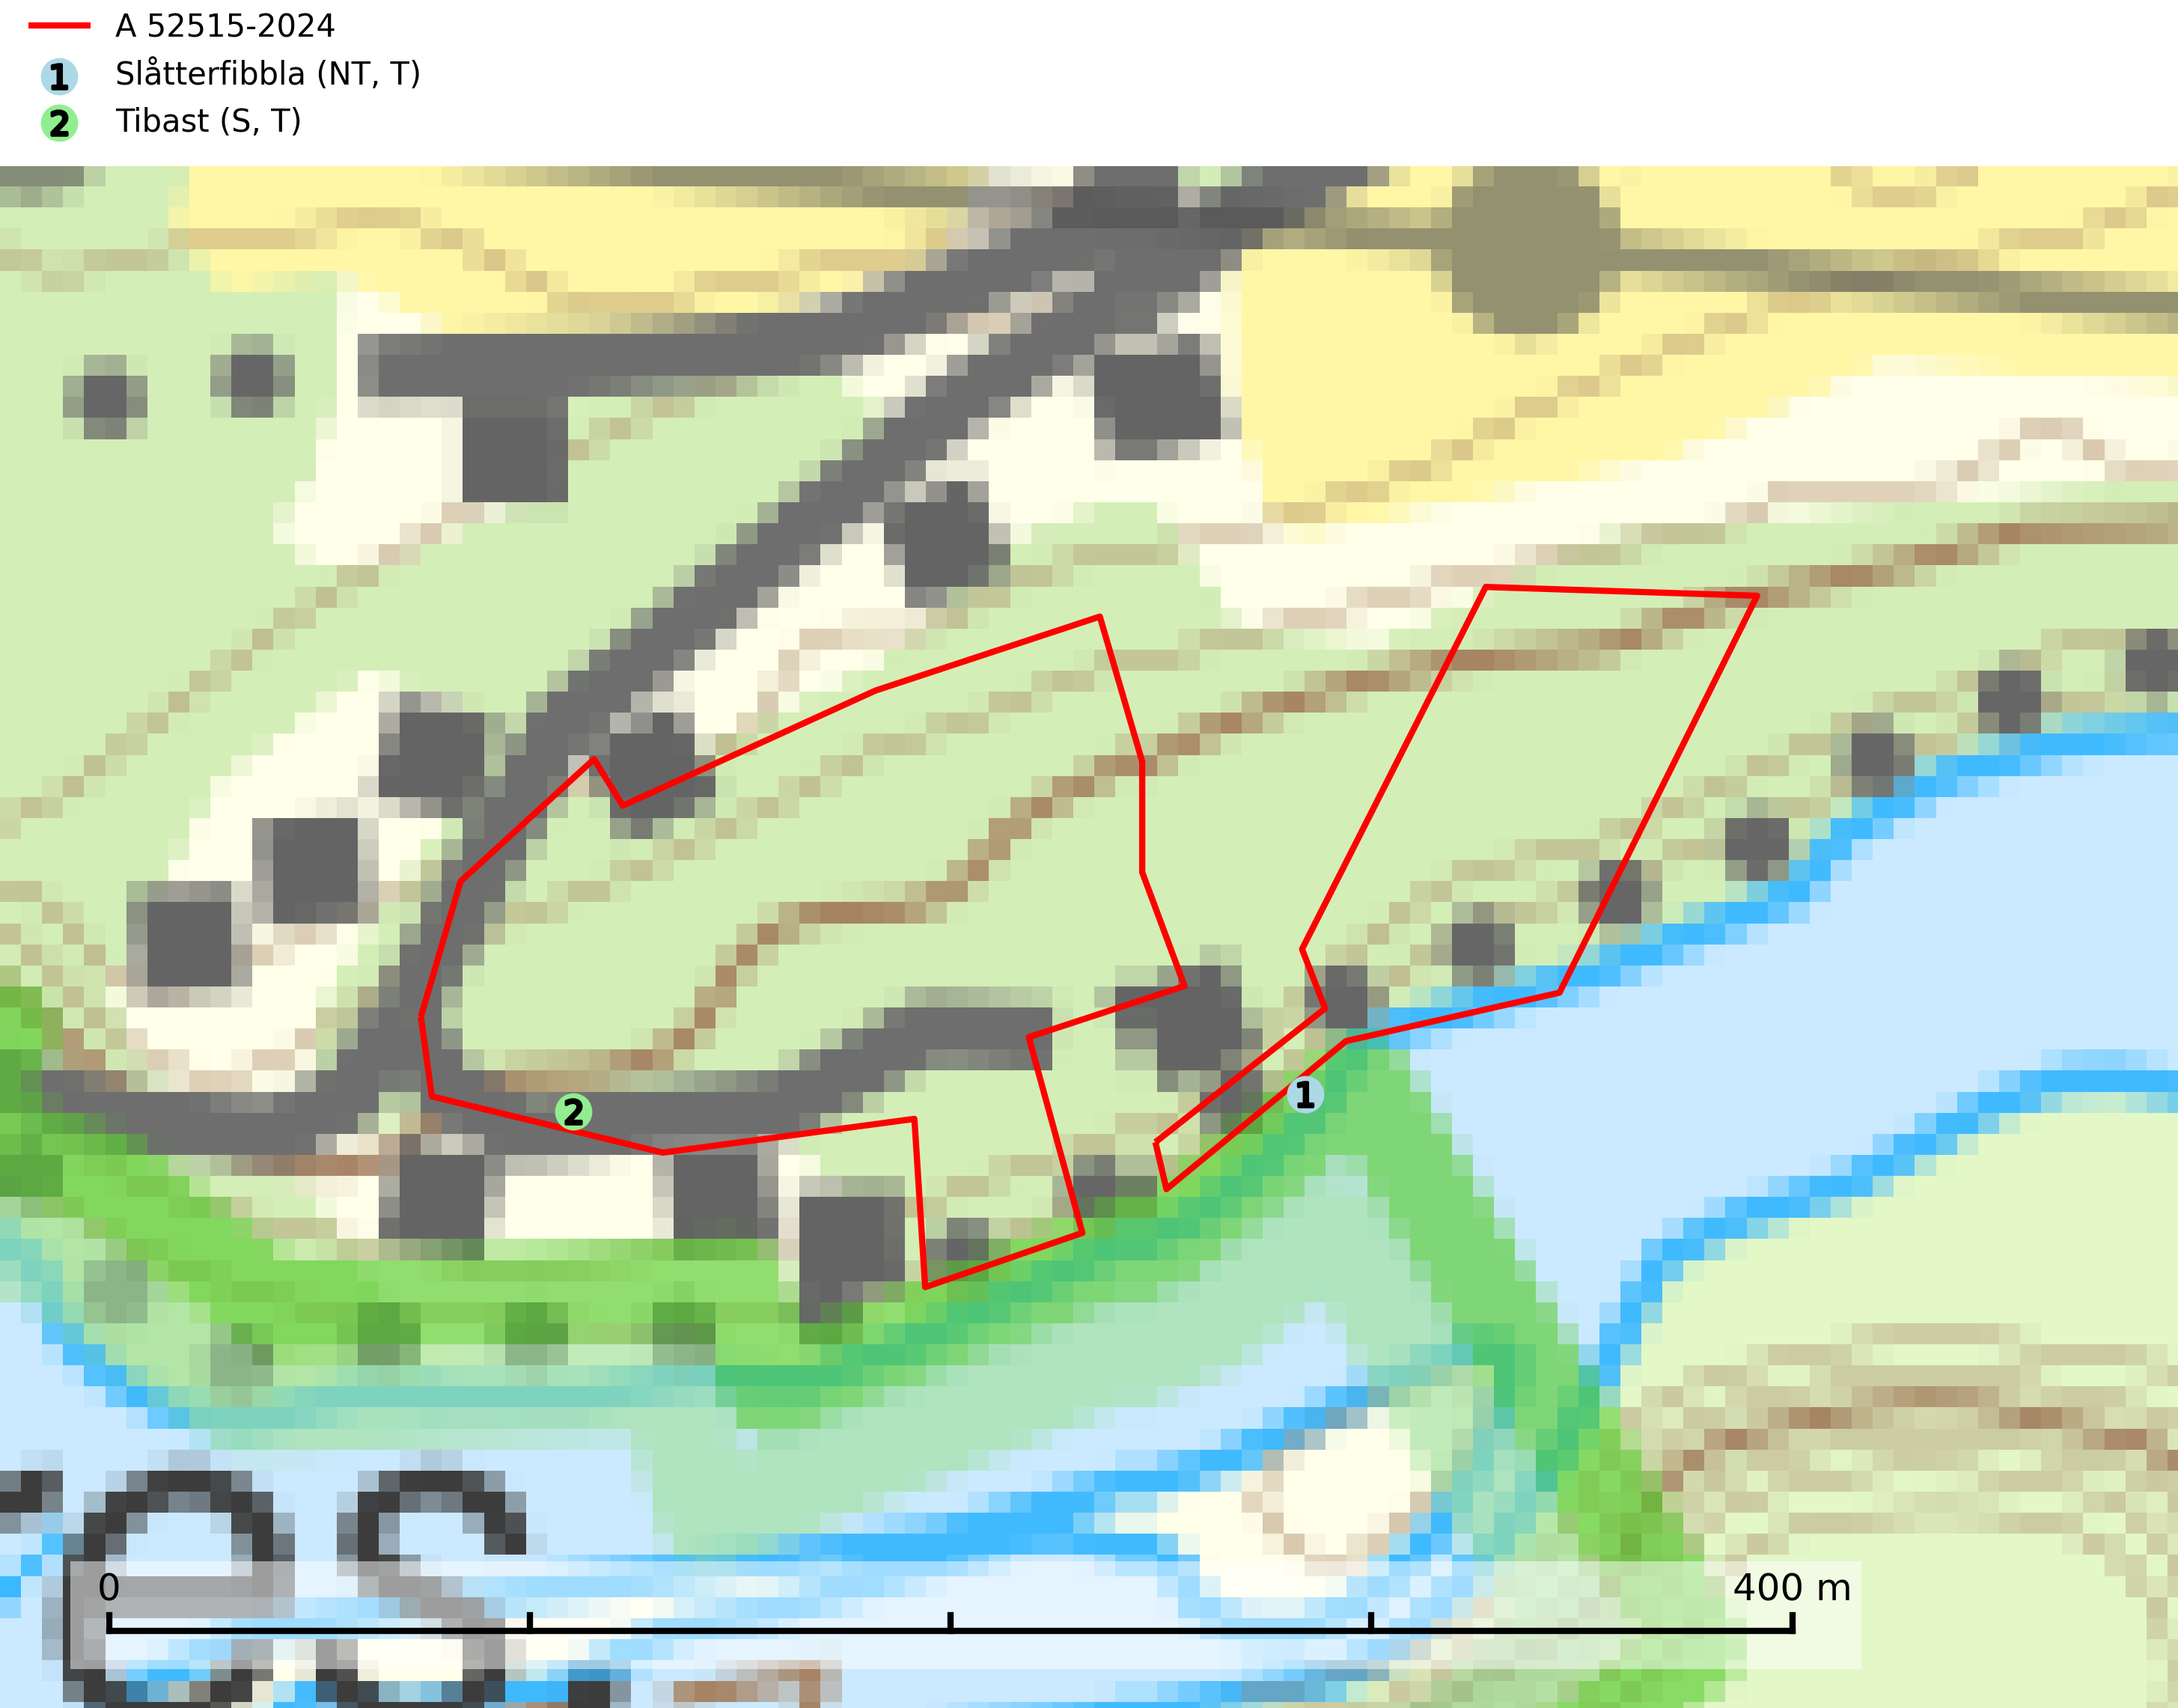 A 52515-2024
1 Slåtterfibbla (NT, T)
2 Tibast (S, T)
1
2
0 400 m